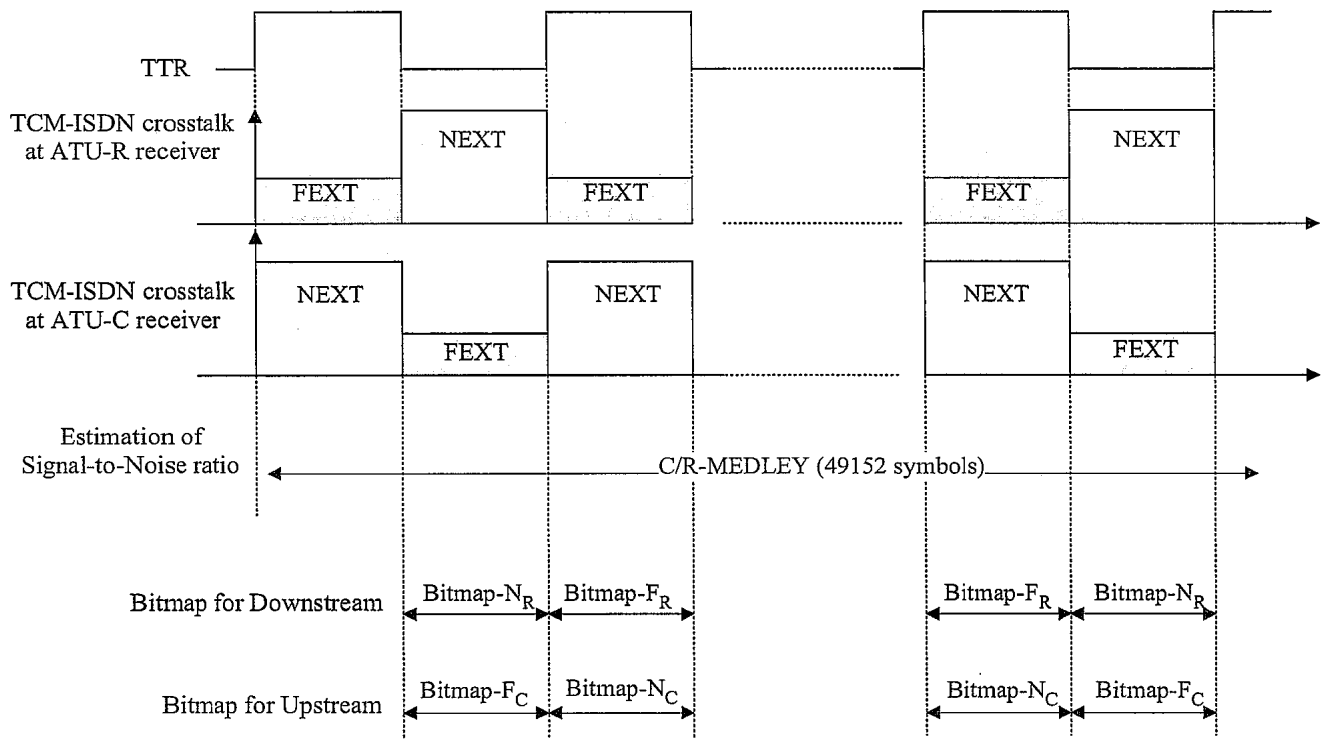 TTR
TCM-ISDN crosstalk
at ATU-R receiver
NEXT
NEXT
FEXT
FEXT
FEXT
TCM-ISDN crosstalk
at ATU-C receiver
NEXT
NEXT
NEXT
FEXT
FEXT
Estimation of
Signal-to-Noise ratio
C/R-MEDLEY (49152 symbols)
Bitmap for Downstream
Bitmap-N_R
Bitmap-F_R
Bitmap-F_R
Bitmap-N_R
Bitmap for Upstream
Bitmap-F_C
Bitmap-N_C
Bitmap-N_C
Bitmap-F_C